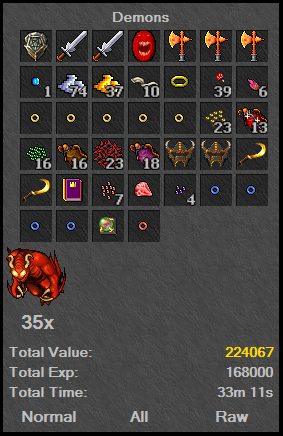 Demons
1 74 37 10 39 6
23 13
16 16 23 18
7 4
35x
Total Value: 224067
Total Exp: 168000
Total Time: 33m 11s
Normal All Raw